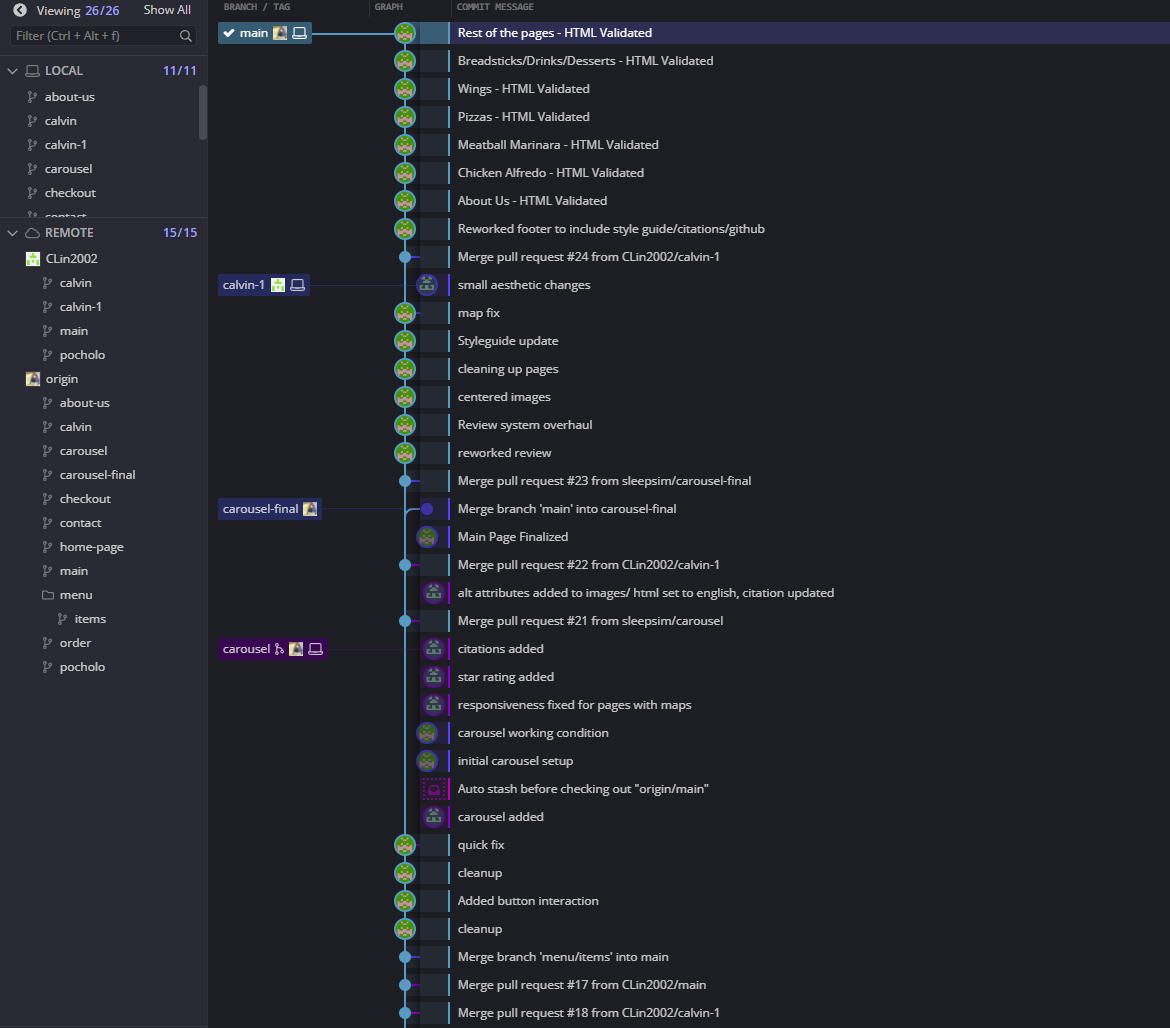 Viewing 26/26 Show All
Filter (Ctrl + Alt + f)
LOCAL 11/11
about-us
calvin
calvin-1
carousel
checkout
contact
REMOTE 15/15
CLin2002
calvin
calvin-1
main
pocholo
origin
about-us
calvin
carousel
carousel-final
checkout
contact
home-page
main
menu
items
order
pocholo
BRANCH / TAG GRAPH COMMIT MESSAGE
main Rest of the pages - HTML Validated
Breadsticks/Drinks/Desserts - HTML Validated
Wings - HTML Validated
Pizzas - HTML Validated
Meatball Marinara - HTML Validated
Chicken Alfredo - HTML Validated
About Us - HTML Validated
Reworked footer to include style guide/citations/github
Merge pull request #24 from CLin2002/calvin-1
calvin-1 small aesthetic changes
map fix
Styleguide update
cleaning up pages
centered images
Review system overhaul
reworked review
Merge pull request #23 from sleepsim/carousel-final
carousel-final Merge branch 'main' into carousel-final
Main Page Finalized
Merge pull request #22 from CLin2002/calvin-1
alt attributes added to images/ html set to english, citation updated
Merge pull request #21 from sleepsim/carousel
carousel citations added
star rating added
responsiveness fixed for pages with maps
carousel working condition
initial carousel setup
Auto stash before checking out "origin/main"
carousel added
quick fix
cleanup
Added button interaction
cleanup
Merge branch 'menu/items' into main
Merge pull request #17 from CLin2002/main
Merge pull request #18 from CLin2002/calvin-1